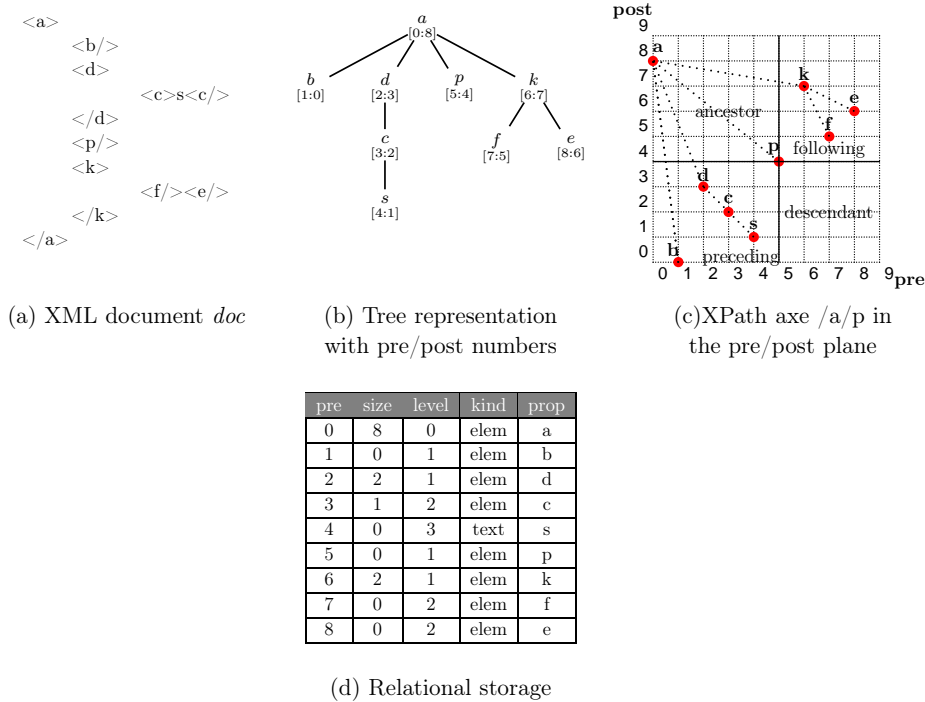 <a>
<b/>
<d>
<c>s<c/>
</d>
<p/>
<k>
<f/><e/>
</k>
</a>
(a) XML document doc
a
[0:8]
b d p k
[1:0] [2:3] [5:4] [6:7]
c f e
[3:2] [7:5] [8:6]
s
[4:1]
(b) Tree representation
with pre/post numbers
post
9
8 a
7 k
6 ancestor e
5 f
4 p following
3 d
2 c descendant
1 s
0 b preceding
0 1 2 3 4 5 6 7 8 9 pre
(c)XPath axe /a/p in
the pre/post plane
pre size level kind prop
0 8 0 elem a
1 0 1 elem b
2 2 1 elem d
3 1 2 elem c
4 0 3 text s
5 0 1 elem p
6 2 1 elem k
7 0 2 elem f
8 0 2 elem e
(d) Relational storage